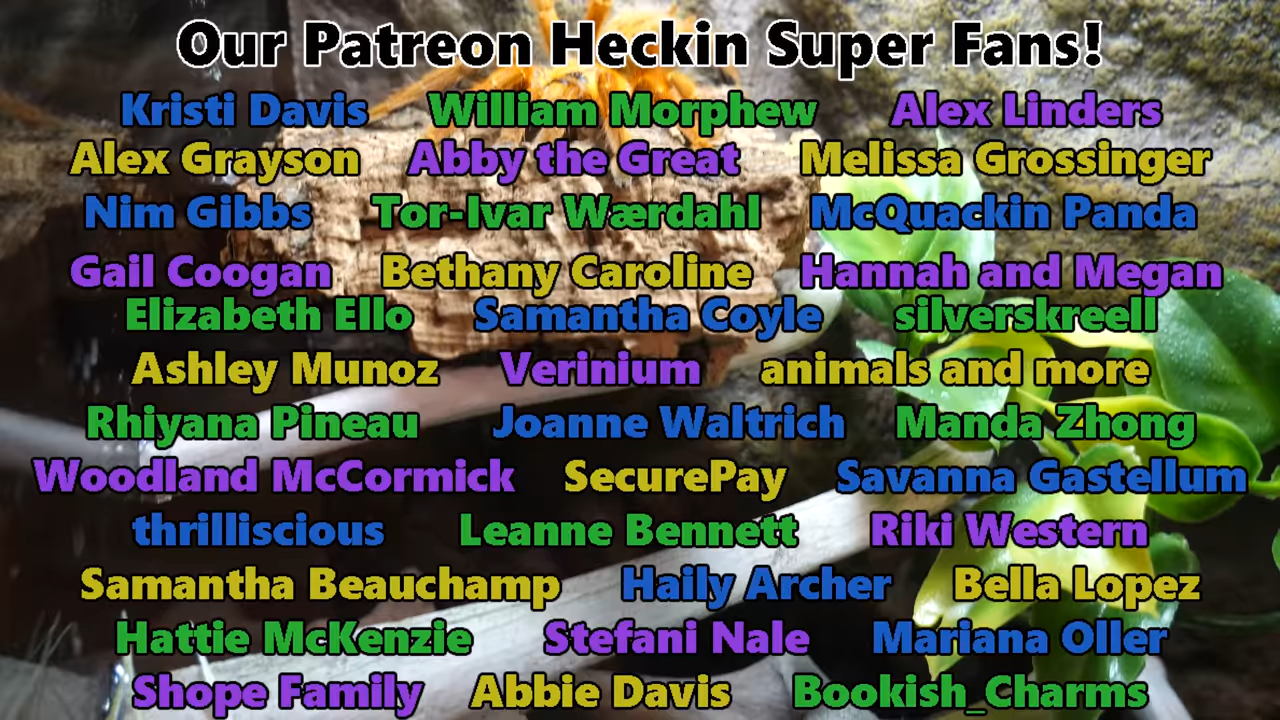 Our Patreon Heckin Super Fans!
Kristi Davis William Morphew Alex Linders
Alex Grayson Abby the Great Melissa Grossinger
Nim Gibbs Tor-Ivar Wærdahl McQuackin Panda
Gail Coogan Bethany Caroline Hannah and Megan
Elizabeth Ello Samantha Coyle silverskreell
Ashley Munoz Verinium animals and more
Rhiyana Pineau Joanne Waltrich Manda Zhong
Woodland McCormick SecurePay Savanna Gastellum
thrilliscious Leanne Bennett Riki Western
Samantha Beauchamp Haily Archer Bella Lopez
Hattie McKenzie Stefani Nale Mariana Oller
Shope Family Abbie Davis Bookish_Charms